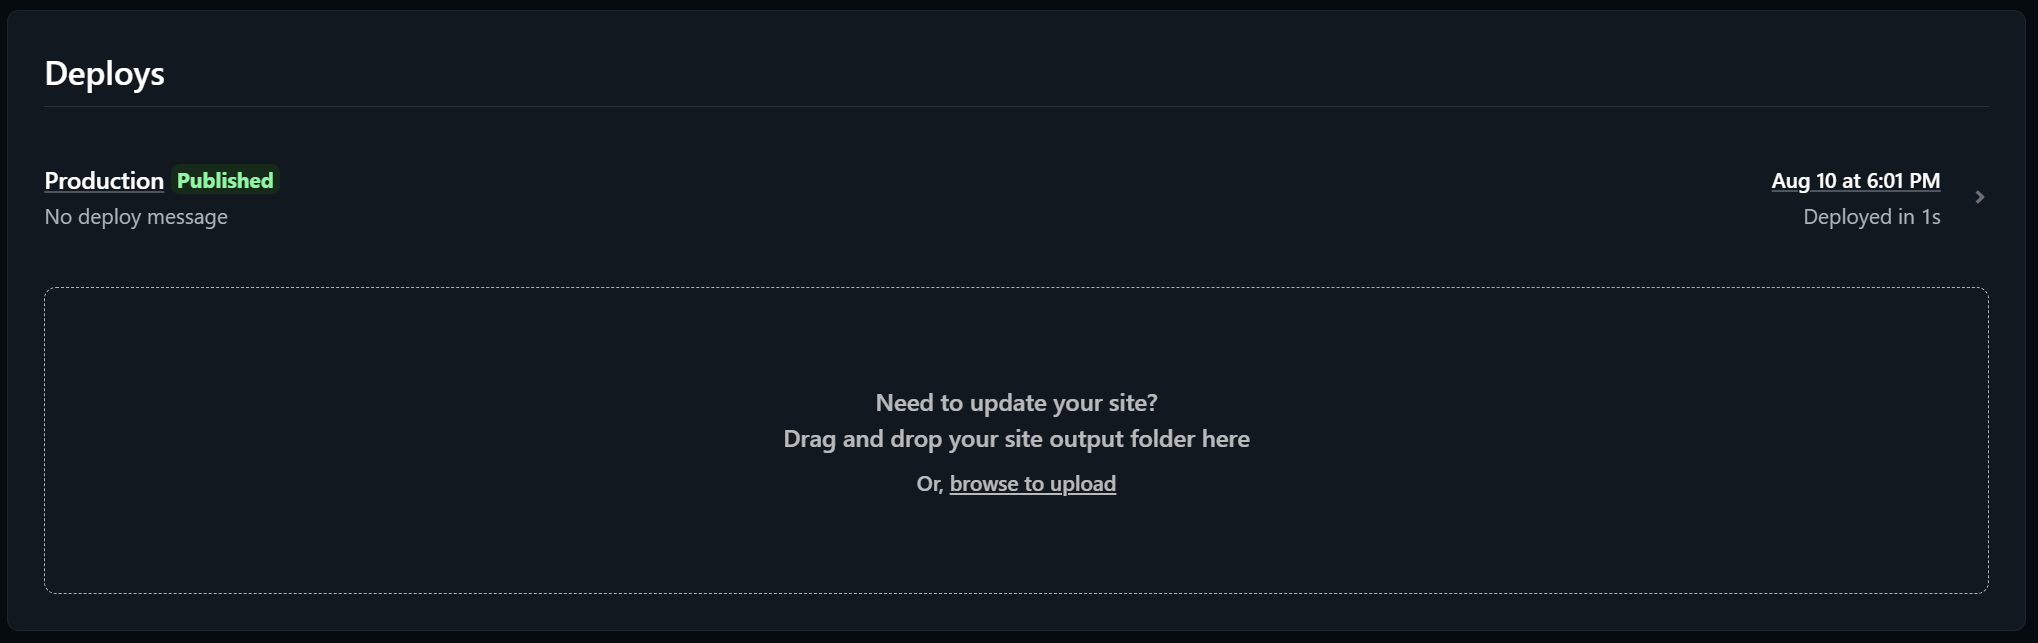 Deploys
Production Published
Aug 10 at 6:01 PM
No deploy message
Deployed in 1s
Need to update your site?
Drag and drop your site output folder here
Or, browse to upload